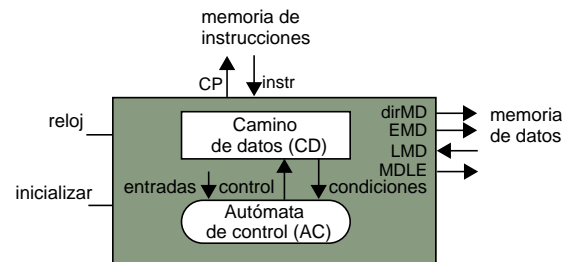 memoria de
instrucciones
CP
instr
reloj
inicializar
Camino
de datos (CD)
dirMD
EMD
LMD
MDLE
memoria
de datos
entradas
control
condiciones
Autómata
de control (AC)